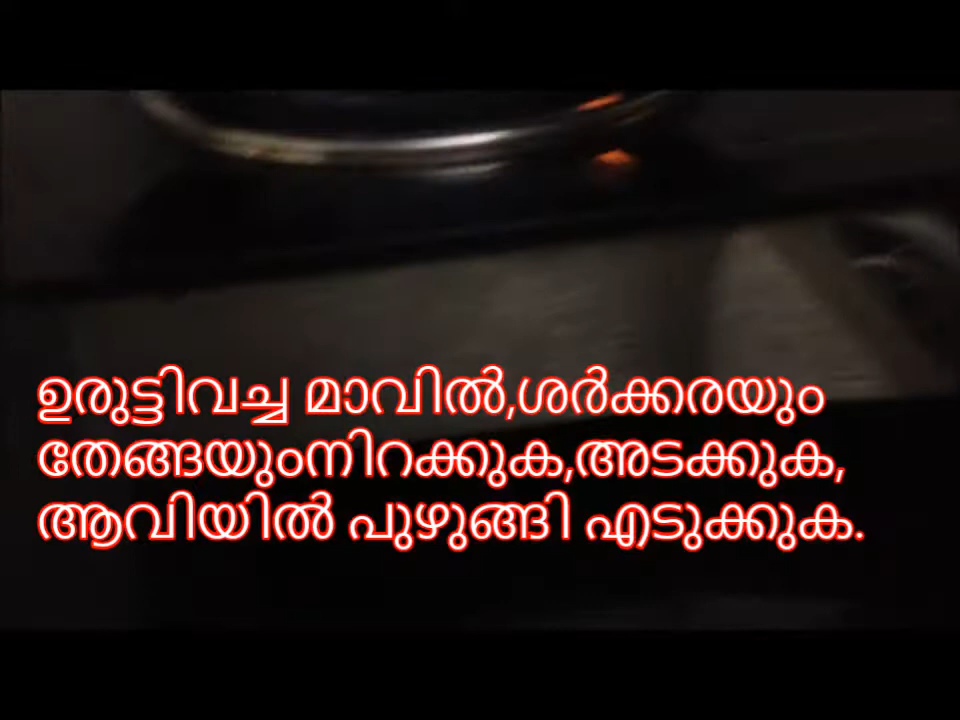 ഉരുട്ടിവച്ച മാവിൽ,ശർക്കരയും
തേങ്ങയുംനിറക്കുക,അടക്കുക,
ആവിയിൽ പുഴുങ്ങി എടുക്കുക.